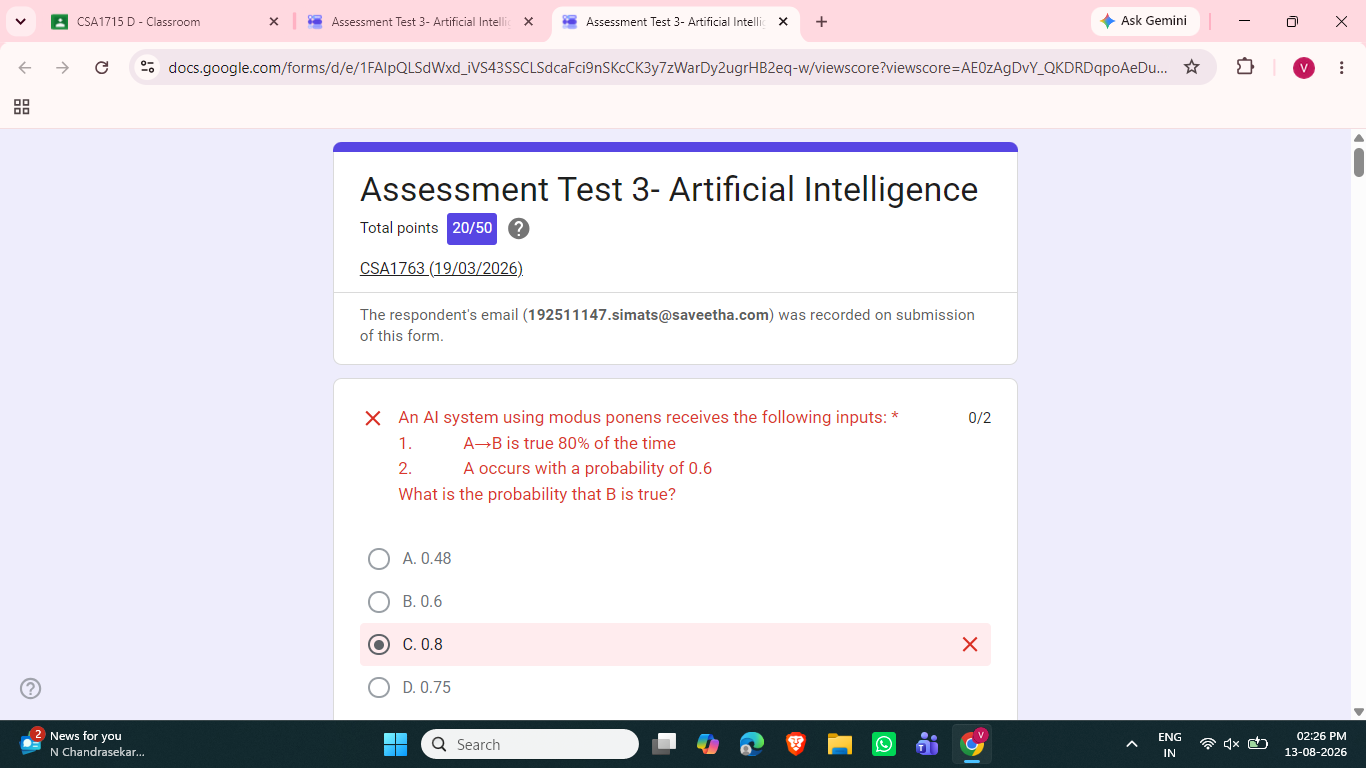 CSA1715 D - Classroom
Assessment Test 3- Artificial Intelli
Assessment Test 3- Artificial Intellig
Ask Gemini
docs.google.com/forms/d/e/1FAIpQLSdWxd_iVS43SSCLSdcaFci9nSKcCK3y7zWarDy2ugrHB2eq-w/viewscore?viewscore=AE0zAgDvY_QKDRDqpoAeDu...
V
Assessment Test 3- Artificial Intelligence
Total points 20/50
CSA1763 (19/03/2026)
The respondent's email (192511147.simats@saveetha.com) was recorded on submission
of this form.
An AI system using modus ponens receives the following inputs: * 0/2
1. A→B is true 80% of the time
2. A occurs with a probability of 0.6
What is the probability that B is true?
A. 0.48
B. 0.6
C. 0.8
D. 0.75
2
News for you
N Chandrasekar...
Search
V
ENG
IN
02:26 PM
13-08-2026